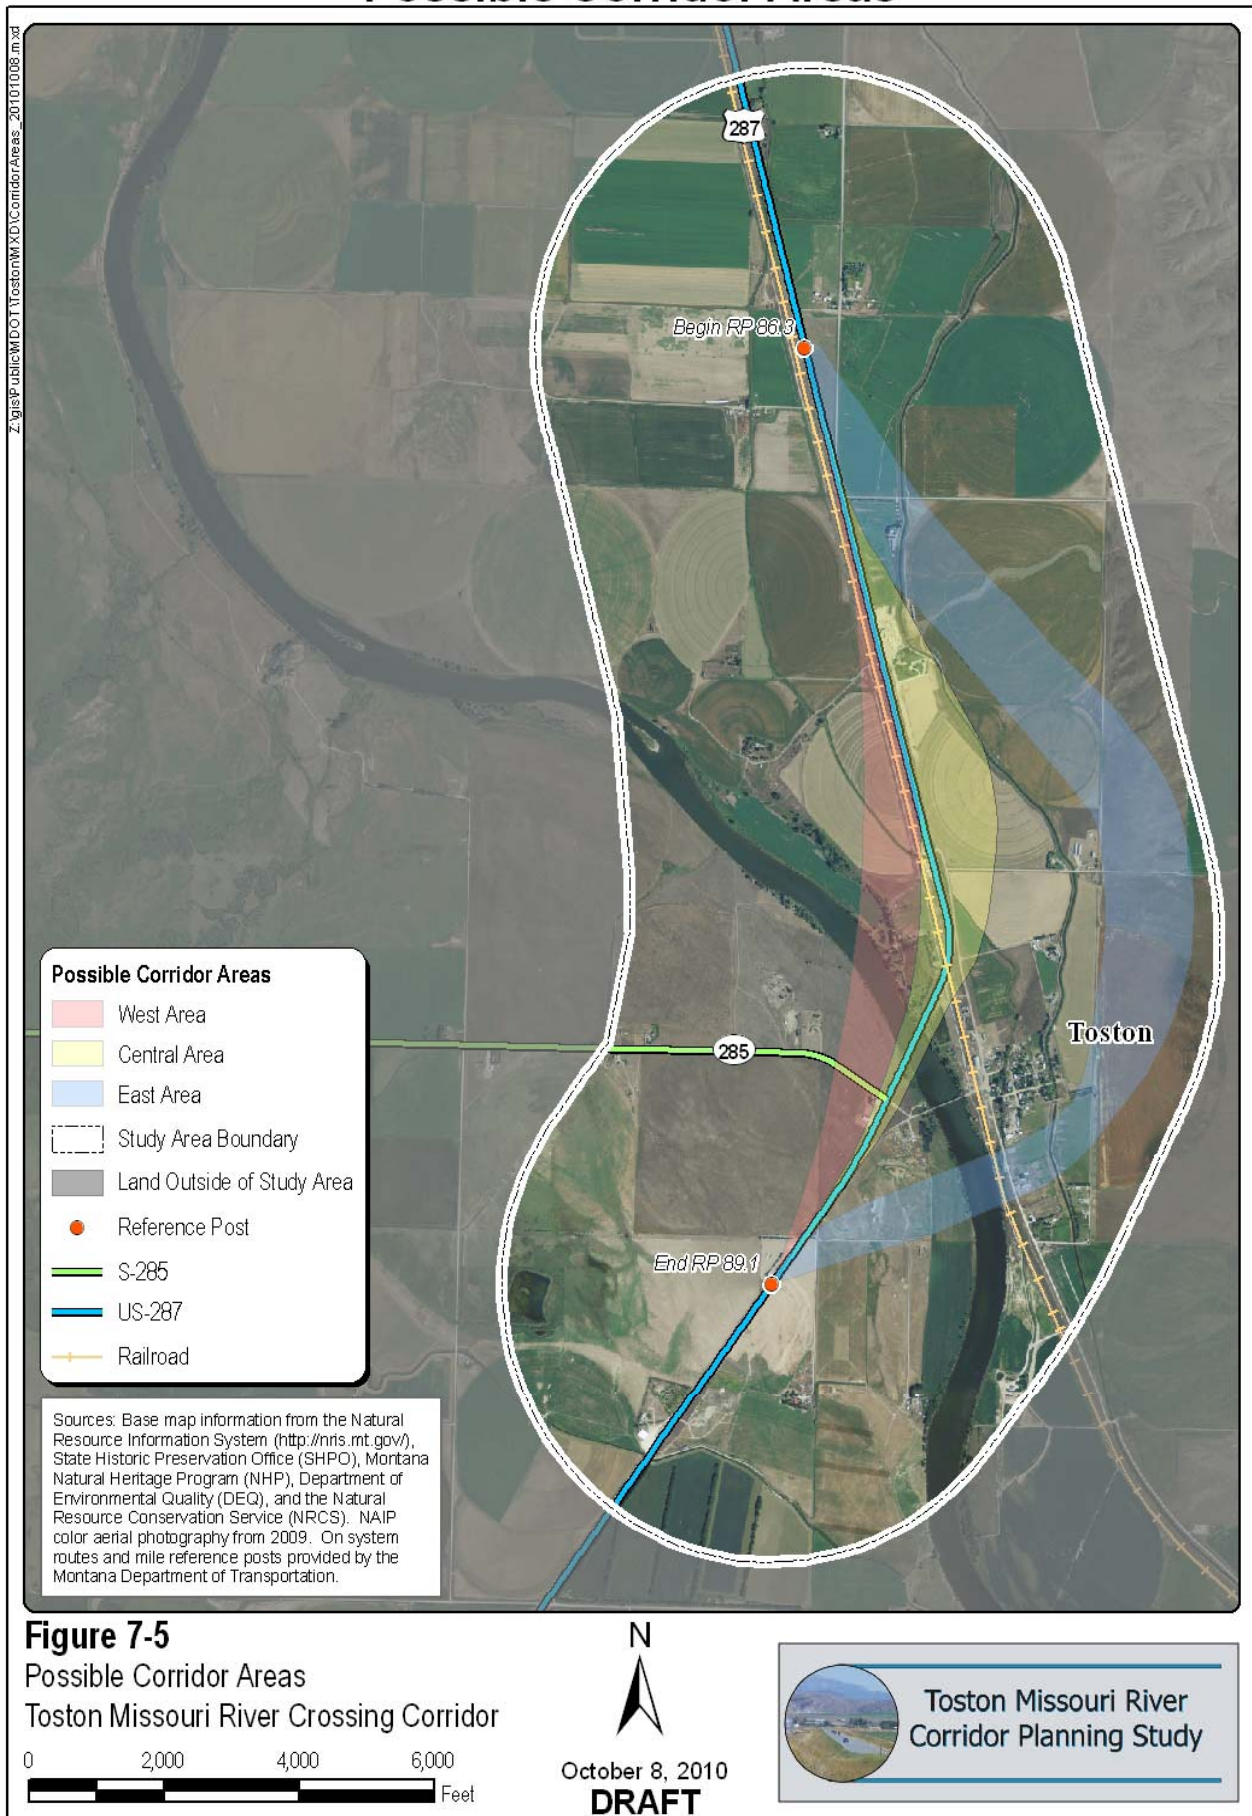 Possible Corridor Areas
Z:\gis\Public\MDOT\Toston\MXD\CorridorAreas_20101008.mxd
287
Begin RP 86.3
Toston
285
End RP 89.1
Possible Corridor Areas
West Area
Central Area
East Area
Study Area Boundary
Land Outside of Study Area
Reference Post
S-285
US-287
Railroad
Sources: Base map information from the Natural
Resource Information System (http://nris.mt.gov/),
State Historic Preservation Office (SHPO), Montana
Natural Heritage Program (NHP), Department of
Environmental Quality (DEQ), and the Natural
Resource Conservation Service (NRCS). NAIP
color aerial photography from 2009. On system
routes and mile reference posts provided by the
Montana Department of Transportation.
Figure 7-5
Possible Corridor Areas
Toston Missouri River Crossing Corridor
0 2,000 4,000 6,000
Feet
N
October 8, 2010
DRAFT
Toston Missouri River
Corridor Planning Study